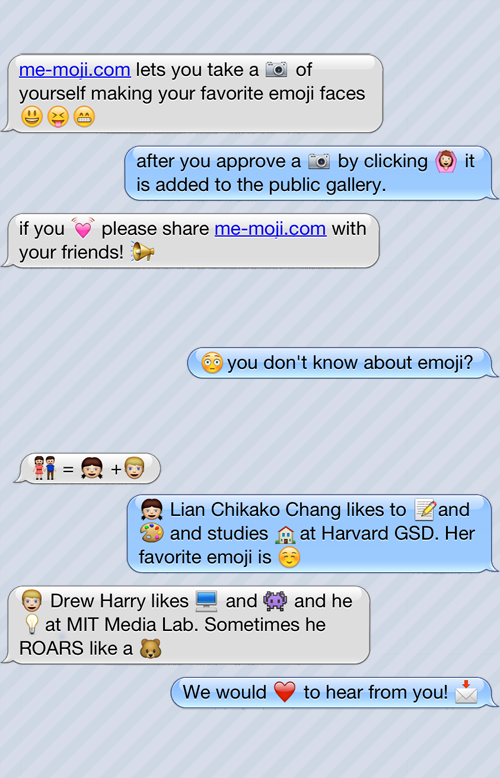 me-moji.com lets you take a 📷 of
yourself making your favorite emoji faces
😃😝😁
after you approve a 📷 by clicking 🙆 it
is added to the public gallery.
if you 💓 please share me-moji.com with
your friends! 📢
😳 you don't know about emoji?
👫 = 👧 + 👱
👧 Lian Chikako Chang likes to 📝 and
🎨 and studies 🏠 at Harvard GSD. Her
favorite emoji is ☺️
👱 Drew Harry likes 💻 and 👾 and he
💡 at MIT Media Lab. Sometimes he
ROARS like a 🐻
We would ❤️ to hear from you! 📩